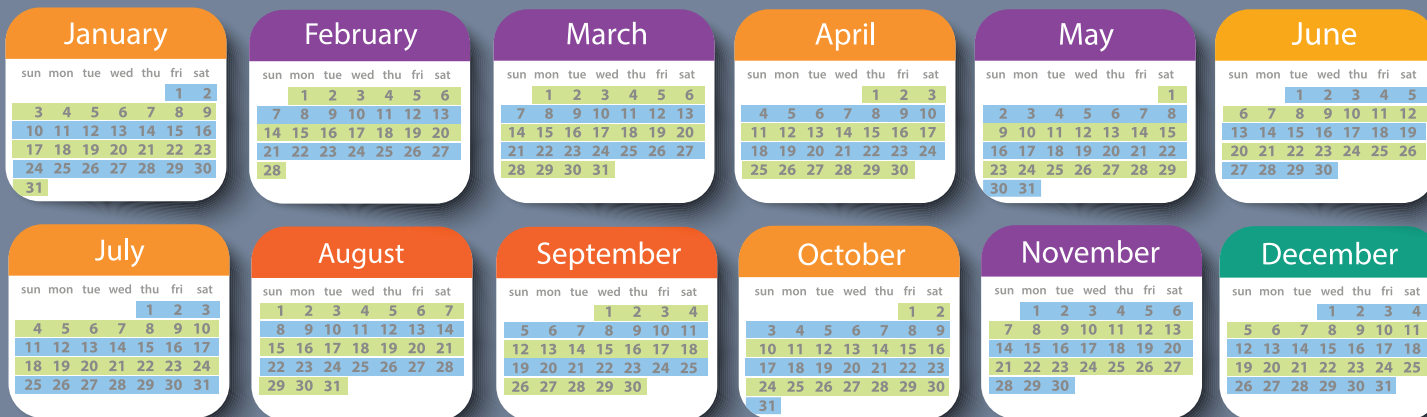 January
sun mon tue wed thu fri sat
1 2
3 4 5 6 7 8 9
10 11 12 13 14 15 16
17 18 19 20 21 22 23
24 25 26 27 28 29 30
31
February
sun mon tue wed thu fri sat
1 2 3 4 5 6
7 8 9 10 11 12 13
14 15 16 17 18 19 20
21 22 23 24 25 26 27
28
March
sun mon tue wed thu fri sat
1 2 3 4 5 6
7 8 9 10 11 12 13
14 15 16 17 18 19 20
21 22 23 24 25 26 27
28 29 30 31
April
sun mon tue wed thu fri sat
1 2 3
4 5 6 7 8 9 10
11 12 13 14 15 16 17
18 19 20 21 22 23 24
25 26 27 28 29 30
May
sun mon tue wed thu fri sat
1
2 3 4 5 6 7 8
9 10 11 12 13 14 15
16 17 18 19 20 21 22
23 24 25 26 27 28 29
30 31
June
sun mon tue wed thu fri sat
1 2 3 4 5
6 7 8 9 10 11 12
13 14 15 16 17 18 19
20 21 22 23 24 25 26
27 28 29 30
July
sun mon tue wed thu fri sat
1 2 3
4 5 6 7 8 9 10
11 12 13 14 15 16 17
18 19 20 21 22 23 24
25 26 27 28 29 30 31
August
sun mon tue wed thu fri sat
1 2 3 4 5 6 7
8 9 10 11 12 13 14
15 16 17 18 19 20 21
22 23 24 25 26 27 28
29 30 31
September
sun mon tue wed thu fri sat
1 2 3 4
5 6 7 8 9 10 11
12 13 14 15 16 17 18
19 20 21 22 23 24 25
26 27 28 29 30
October
sun mon tue wed thu fri sat
1 2
3 4 5 6 7 8 9
10 11 12 13 14 15 16
17 18 19 20 21 22 23
24 25 26 27 28 29 30
31
November
sun mon tue wed thu fri sat
1 2 3 4 5 6
7 8 9 10 11 12 13
14 15 16 17 18 19 20
21 22 23 24 25 26 27
28 29 30
December
sun mon tue wed thu fri sat
1 2 3 4
5 6 7 8 9 10 11
12 13 14 15 16 17 18
19 20 21 22 23 24 25
26 27 28 29 30 31